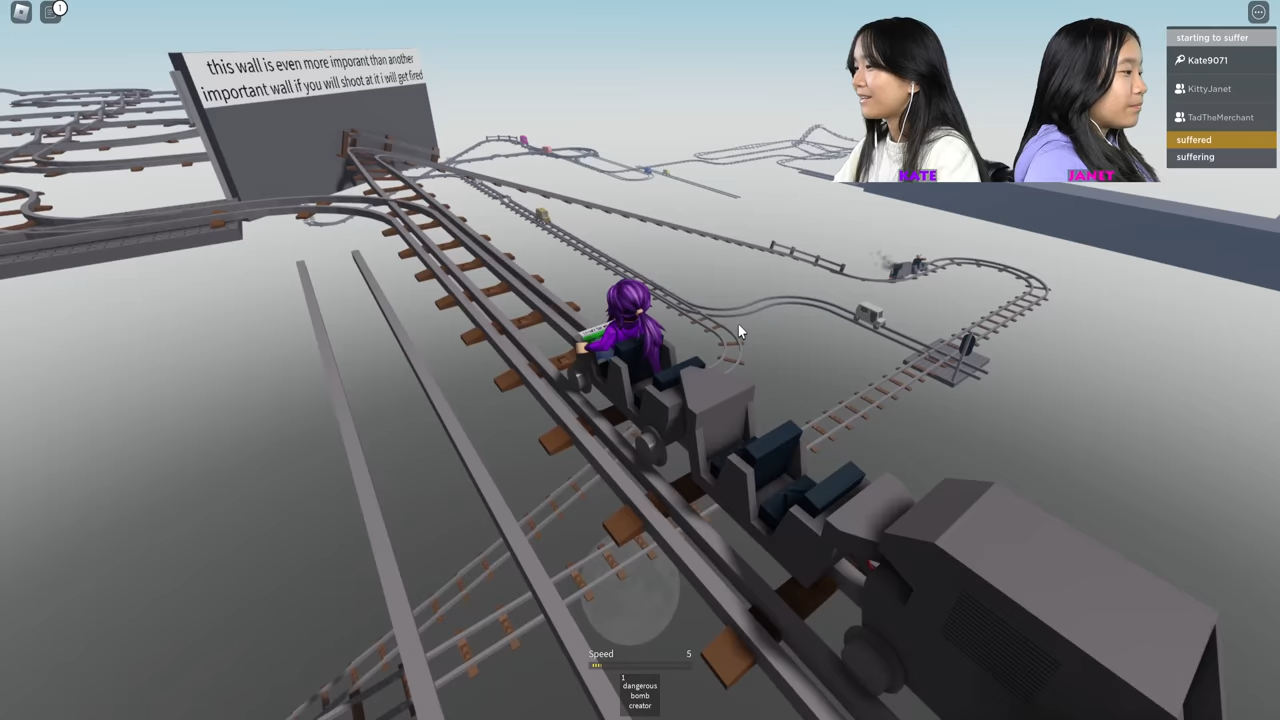 1
this wall is even more imporant than another
important wall if you will shoot at it i will get fired
KATE
JANET
starting to suffer
Kate9071
KittyJanet
TadTheMerchant
suffered
suffering
Speed 5
1
dangerous
bomb
creator